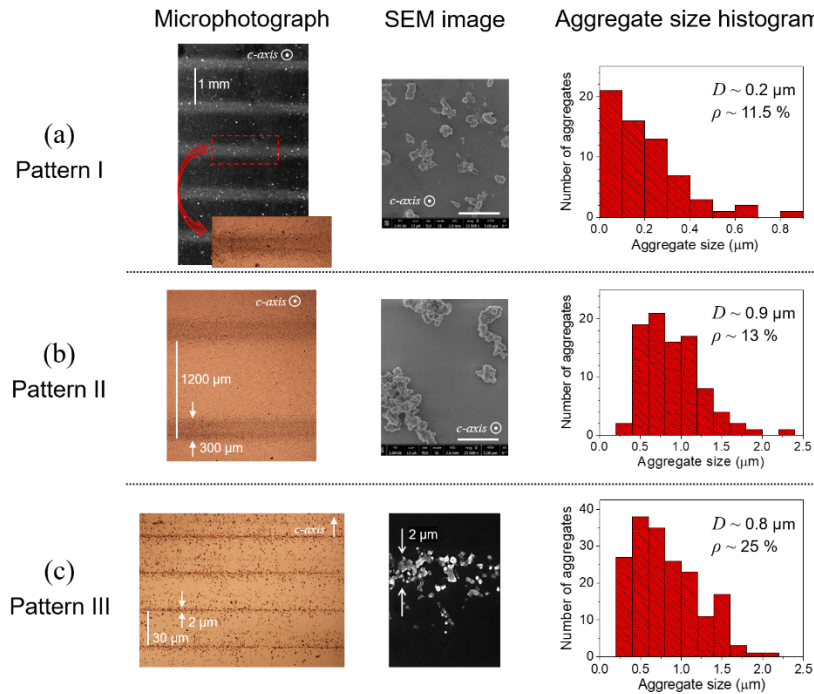 Microphotograph SEM image Aggregate size histogram
(a)
Pattern I
c-axis
1 mm
c-axis
Number of aggregates
20
10
0
D ~ 0.2 μm
ρ ~ 11.5 %
0.0 0.2 0.4 0.6 0.8
Aggregate size (μm)
(b)
Pattern II
c-axis
1200 μm
300 μm
c-axis
Number of aggregates
20
10
0
D ~ 0.9 μm
ρ ~ 13 %
0.0 0.5 1.0 1.5 2.0 2.5
Aggregate size (μm)
(c)
Pattern III
c-axis
2 μm
30 μm
2 μm
Number of aggregates
40
30
20
10
0
D ~ 0.8 μm
ρ ~ 25 %
0.0 0.5 1.0 1.5 2.0 2.5
Aggregate size (μm)